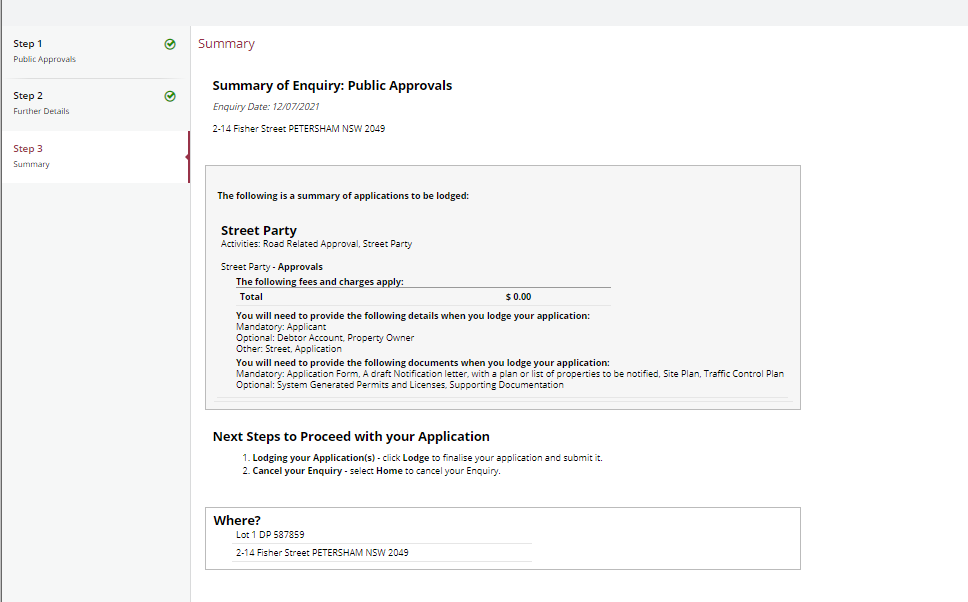 Step 1
Public Approvals
Step 2
Further Details
Step 3
Summary
Summary
Summary of Enquiry: Public Approvals
Enquiry Date: 12/07/2021
2-14 Fisher Street PETERSHAM NSW 2049
The following is a summary of applications to be lodged:
Street Party
Activities: Road Related Approval, Street Party
Street Party - Approvals
The following fees and charges apply:
Total $ 0.00
You will need to provide the following details when you lodge your application:
Mandatory: Applicant
Optional: Debtor Account, Property Owner
Other: Street, Application
You will need to provide the following documents when you lodge your application:
Mandatory: Application Form, A draft Notification letter, with a plan or list of properties to be notified, Site Plan, Traffic Control Plan
Optional: System Generated Permits and Licenses, Supporting Documentation
Next Steps to Proceed with your Application
1. Lodging your Application(s) - click Lodge to finalise your application and submit it.
2. Cancel your Enquiry - select Home to cancel your Enquiry.
Where?
Lot 1 DP 587859
2-14 Fisher Street PETERSHAM NSW 2049